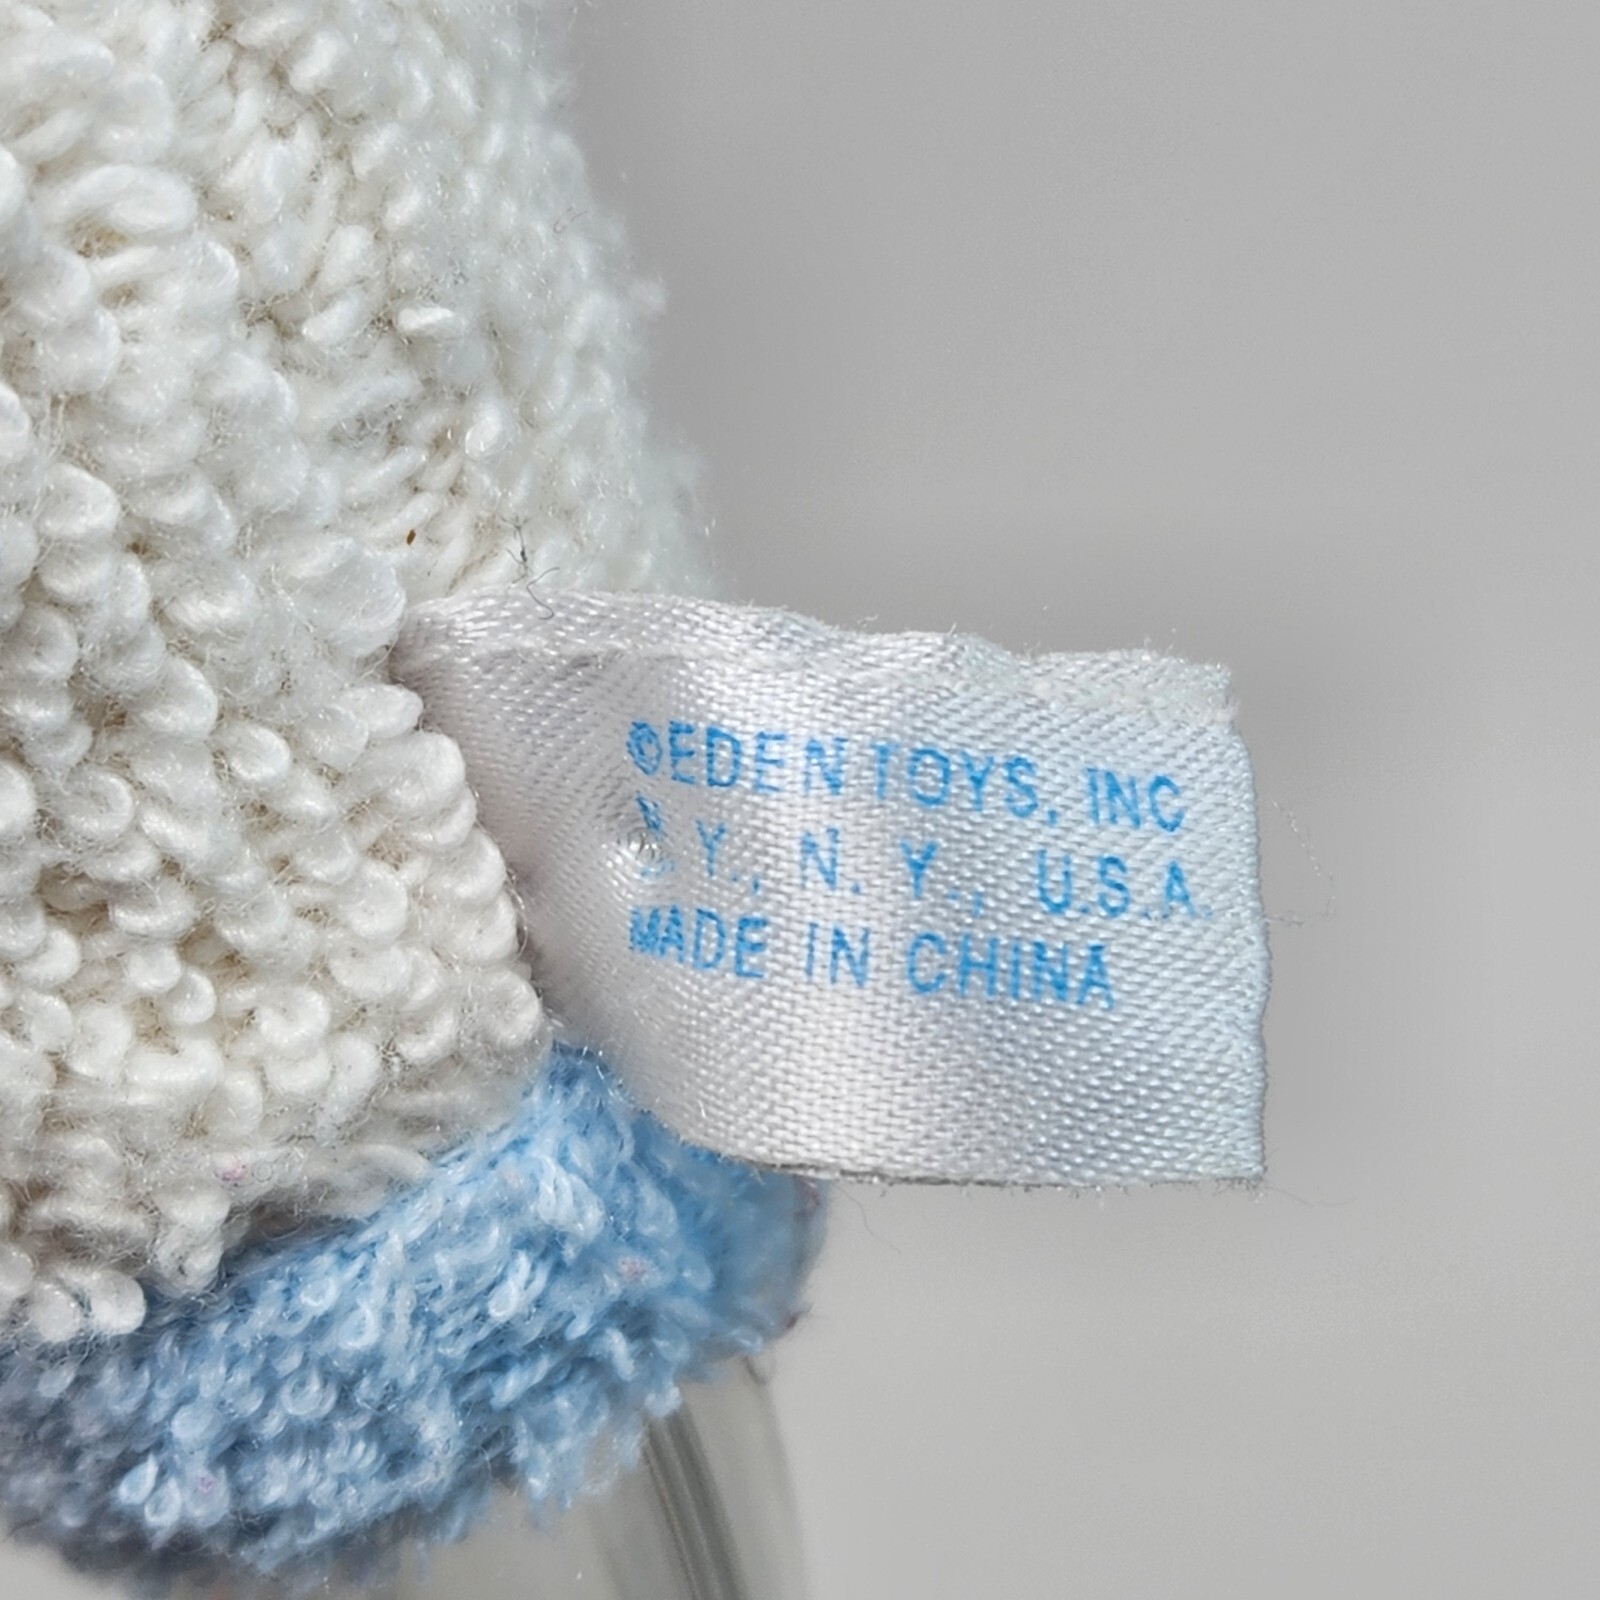 ©EDEN TOYS, INC
N. Y., N. Y., U.S.A.
MADE IN CHINA